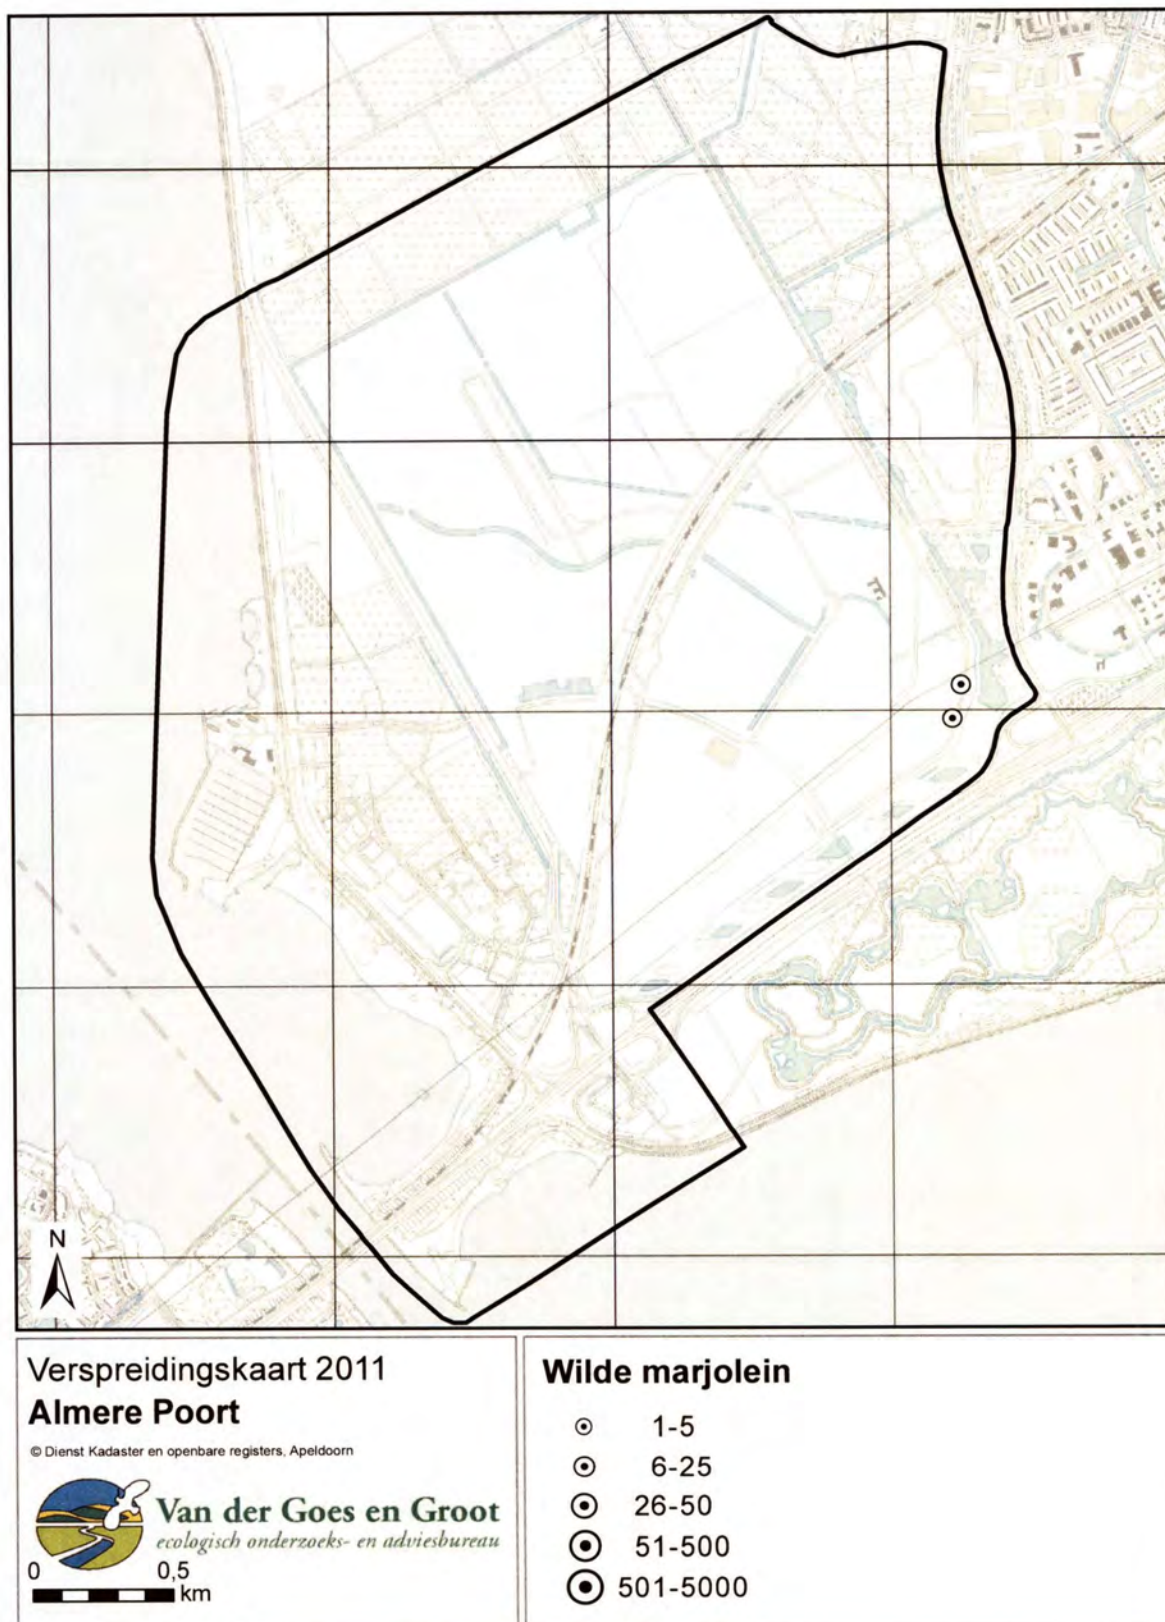 N
Verspreidingskaart 2011
Almere Poort
© Dienst Kadaster en openbare registers, Apeldoorn
Van der Goes en Groot
ecologisch onderzoeks- en adviesbureau
0 0,5
km
Wilde marjolein
1-5
6-25
26-50
51-500
501-5000